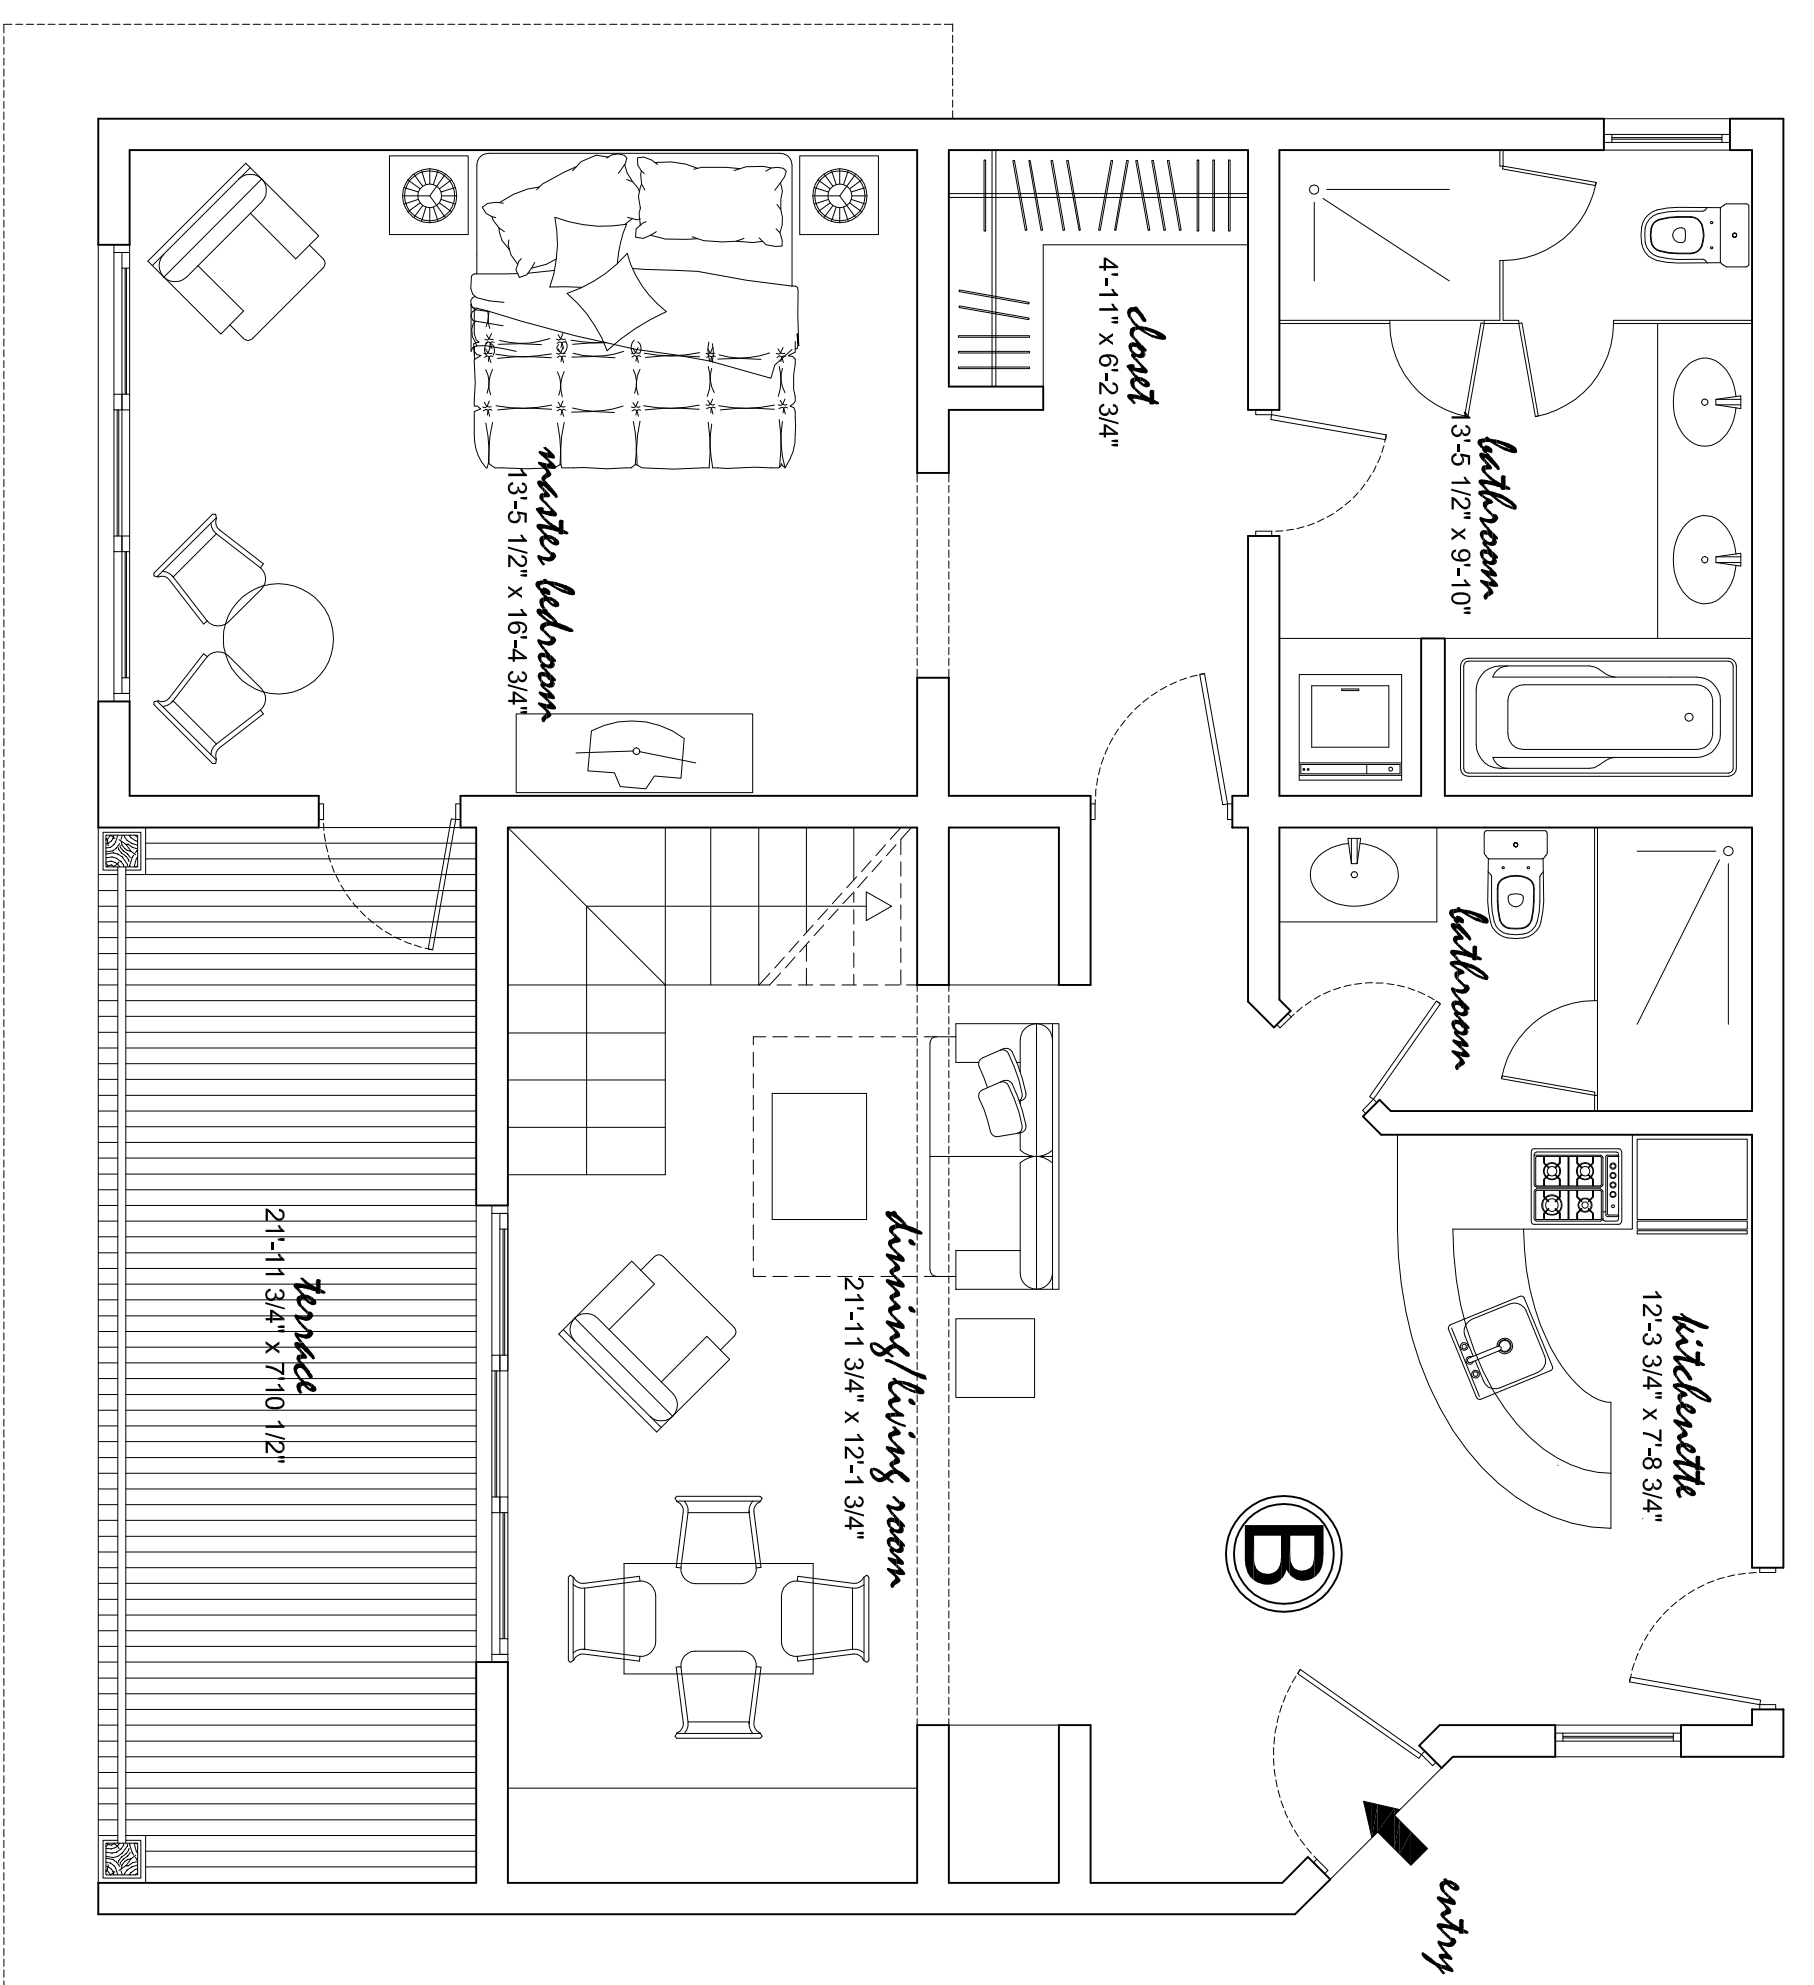 bathroom
13'-5 1/2" x 9'-10"
closet
4'-11" x 6'-2 3/4"
master bedroom
13'-5 1/2" x 16'-4 3/4"
bathroom
kitchenette
12'-3 3/4" x 7'-8 3/4"
dinning/living room
21'-11 3/4" x 12'-1 3/4"
terrace
21'-11 3/4" x 7'10 1/2"
B
entry